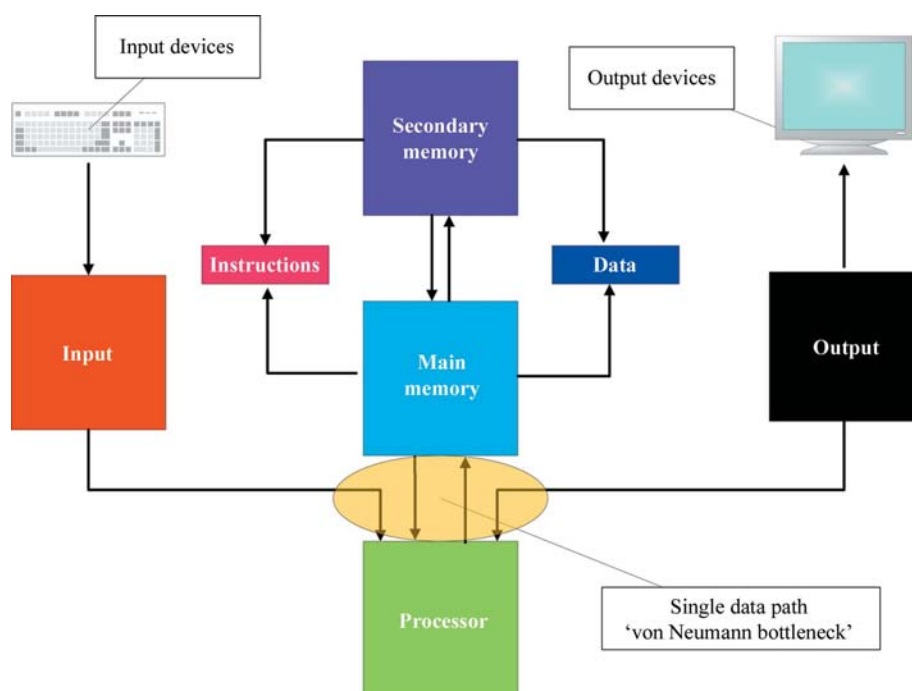 Input devices
Output devices
Secondary
memory
Instructions
Data
Input
Main
memory
Output
Processor
Single data path
‘von Neumann bottleneck’